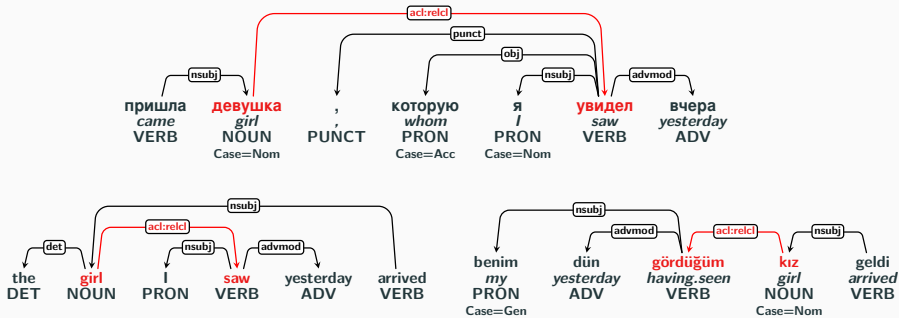 acl:relcl
punct
obj
nsubj nsubj advmod
пришла девушка , которую я увидел вчера
came girl , whom I saw yesterday
VERB NOUN PUNCT PRON PRON VERB ADV
Case=Nom Case=Acc Case=Nom
nsubj
acl:relcl
det nsubj advmod
the girl I saw yesterday arrived
DET NOUN PRON VERB ADV VERB
nsubj
advmod acl:relcl nsubj
benim dün gördüğüm kız geldi
my yesterday having.seen girl arrived
PRON ADV VERB NOUN VERB
Case=Gen Case=Nom